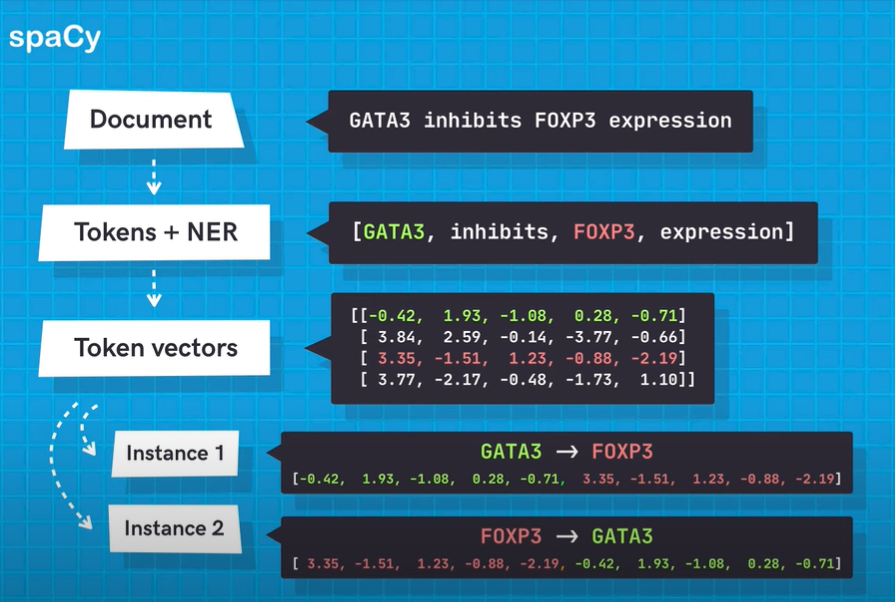 spaCy
Document
GATA3 inhibits FOXP3 expression
Tokens + NER
[GATA3, inhibits, FOXP3, expression]
Token vectors
[[-0.42, 1.93, -1.08, 0.28, -0.71]
[ 3.84, 2.59, -0.14, -3.77, -0.66]
[ 3.35, -1.51, 1.23, -0.88, -2.19]
[ 3.77, -2.17, -0.48, -1.73, 1.10]]
Instance 1
GATA3 → FOXP3
[-0.42, 1.93, -1.08, 0.28, -0.71, 3.35, -1.51, 1.23, -0.88, -2.19]
Instance 2
FOXP3 → GATA3
[ 3.35, -1.51, 1.23, -0.88, -2.19, -0.42, 1.93, -1.08, 0.28, -0.71]